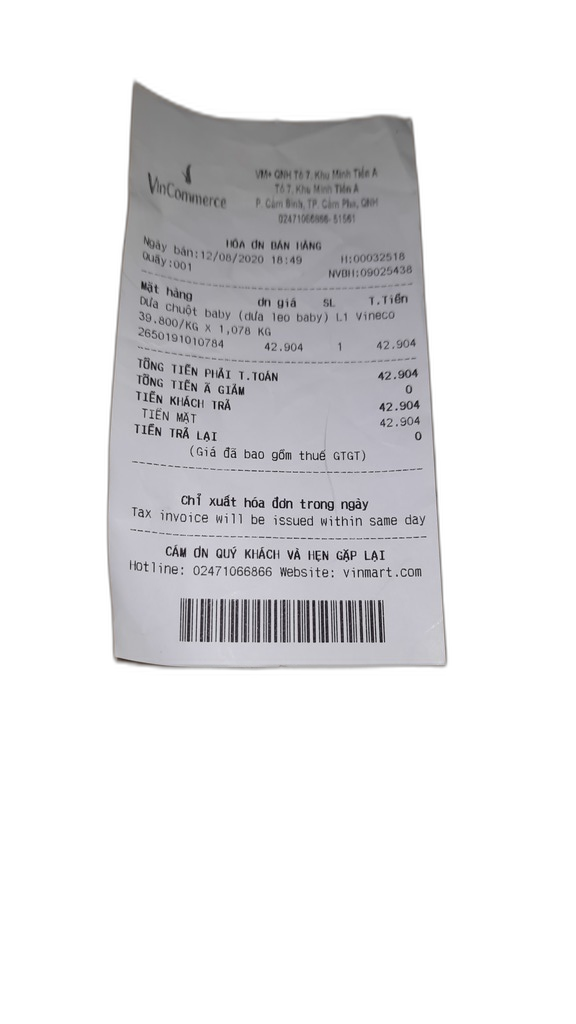 VinCommerce
VM+ QNH Tổ 7, Khu Minh Tiến A
Tổ 7, Khu Minh Tiến A
P. Cẩm Bình, TP. Cẩm Phả, QNH
02471066866-51561
HÓA ĐN BÁN HÀNG
Ngày bán:12/08/2020 18:49 H:00032518
Quầy:001 NVBH:09025438
Mặt hàng đn giá SL T.Tiền
Dưa chuột baby (dưa leo baby) L1 Vineco
39.800/KG X 1,078 KG
2650191010784 42.904 1 42.904
TỔNG TIỀN PHẢI T.TOÁN 42.904
TỔNG TIỀN Ã GIẢM 0
TIỀN KHÁCH TRẢ 42.904
TIỀN MẶT 42.904
TIỀN TRẢ LẠI 0
(Giá đã bao gồm thuế GTGT)
Chỉ xuất hóa đơn trong ngày
Tax invoice will be issued within same day
CẢM ƠN QUÝ KHÁCH VÀ HẸN GẶP LẠI
Hotline: 02471066866 Website: vinmart.com